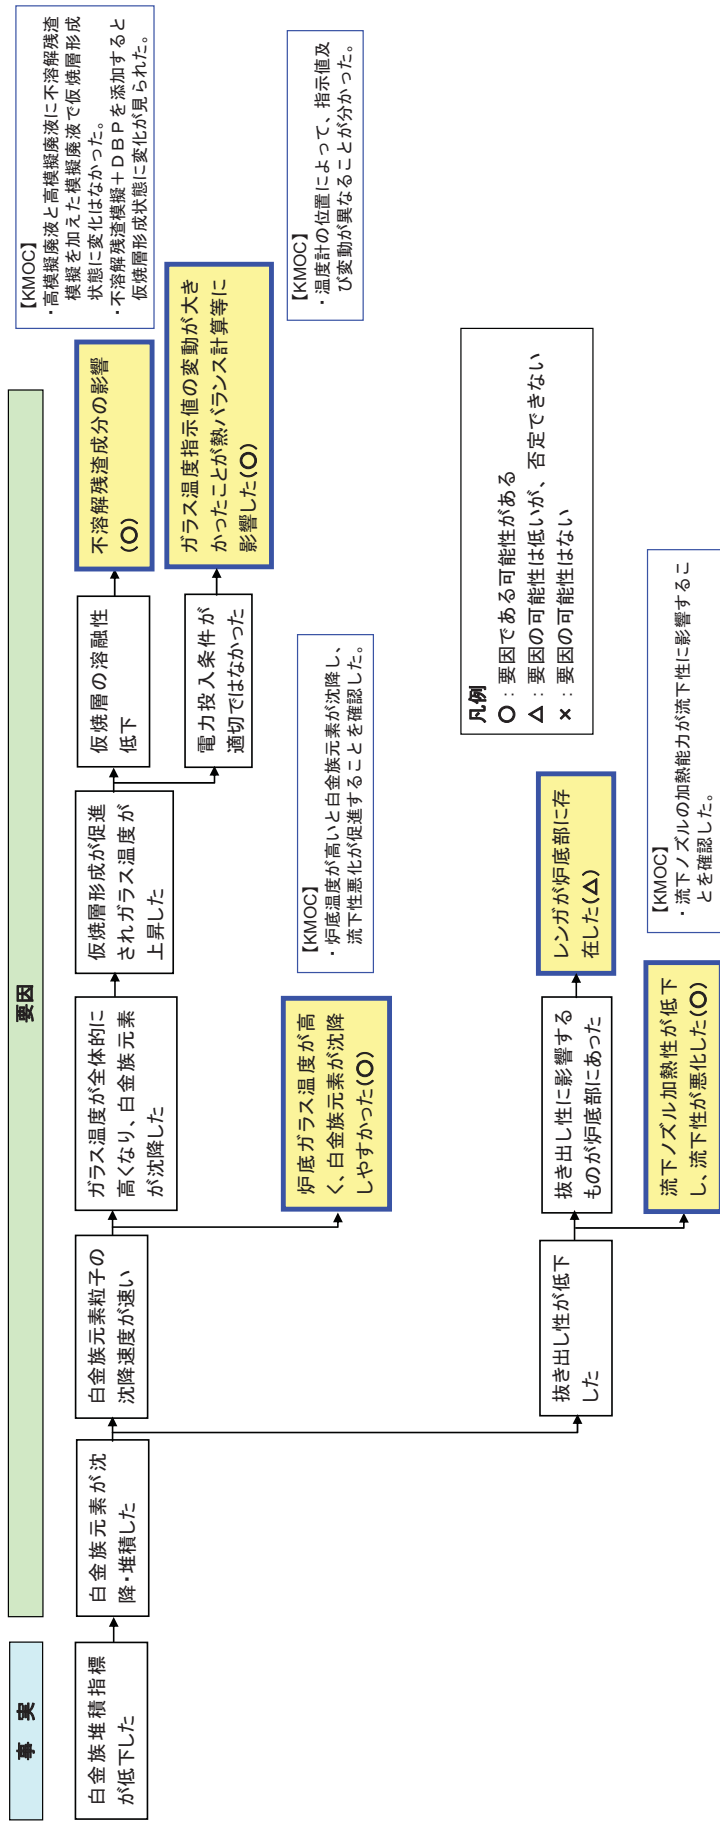 事　実
要因
白金族堆積指標
が低下した
白金族元素が沈
降・堆積した
白金族元素粒子の
沈降速度が速い
ガラス温度が全体的に
高くなり、白金族元素
が沈降した
仮焼層形成が促進
されガラス温度が
上昇した
仮焼層の溶融性
低下
不溶解残渣成分の影響
(○)
【KMOC】
・高模擬廃液と高模擬廃液に不溶解残渣
模擬を加えた模擬廃液で仮焼層形成
状態に変化はなかった。
・不溶解残渣模擬＋ＤＢＰを添加すると
仮焼層形成状態に変化が見られた。
電力投入条件が
適切ではなかった
ガラス温度指示値の変動が大き
かったことが熱バランス計算等に
影響した(○)
【KMOC】
・温度計の位置によって、指示値及
び変動が異なることが分かった。
炉底ガラス温度が高
く、白金族元素が沈降
しやすかった(○)
【KMOC】
・炉底温度が高いと白金族元素が沈降し、
流下性悪化が促進することを確認した。
抜き出し性が低下
した
抜き出し性に影響する
ものが炉底部にあった
レンガが炉底部に存
在した(△)
流下ノズル加熱性が低下
し、流下性が悪化した(○)
【KMOC】
・流下ノズルの加熱能力が流下性に影響するこ
とを確認した。
凡例
○：要因である可能性がある
△：要因の可能性は低いが、否定できない
×：要因の可能性はない